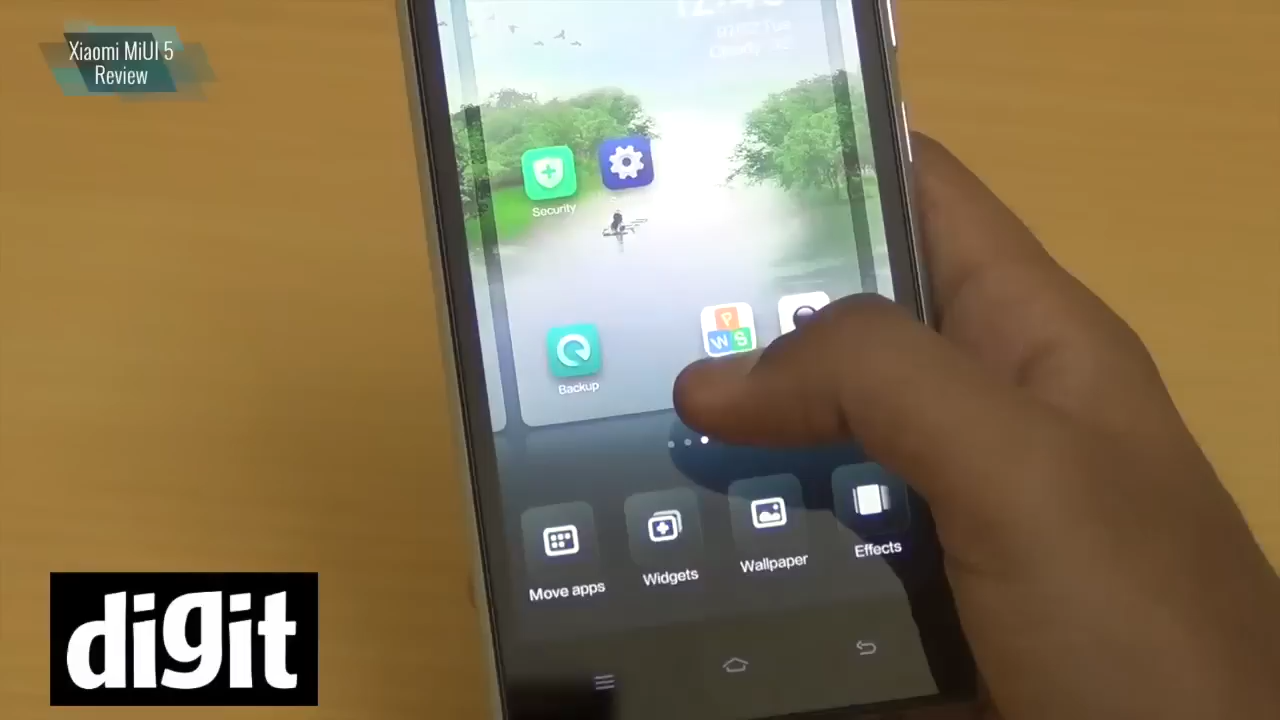 Xiaomi MiUI 5
Review
Security
P
W S
Backup
Move apps
Widgets
Wallpaper
Effects
digit